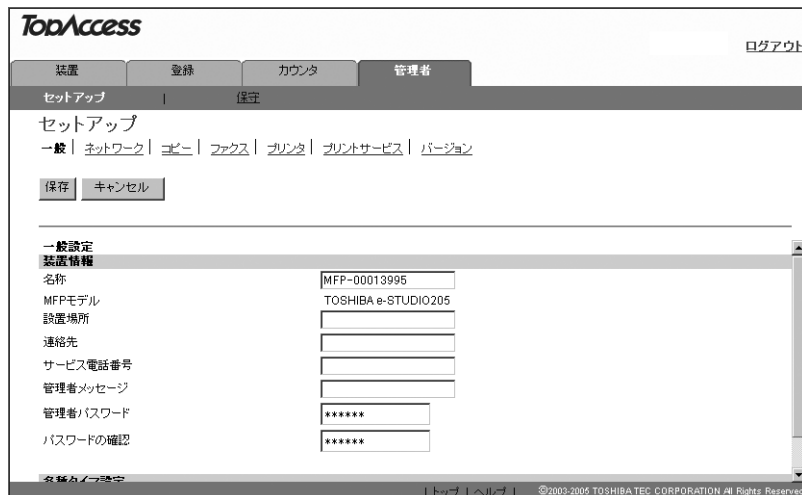 TopAccess
ログアウト
装置 登録 カウンタ 管理者
セットアップ | 保守
セットアップ
一般 | ネットワーク | コピー | ファクス | プリンタ | プリントサービス | バージョン
保存 キャンセル
一般設定
装置情報
名称 MFP-00013995
MFPモデル TOSHIBA e-STUDIO205
設置場所
連絡先
サービス電話番号
管理者メッセージ
管理者パスワード ******
パスワードの確認 ******
| トップ | ヘルプ | ©2003-2006 TOSHIBA TEC CORPORATION All Rights Reserved